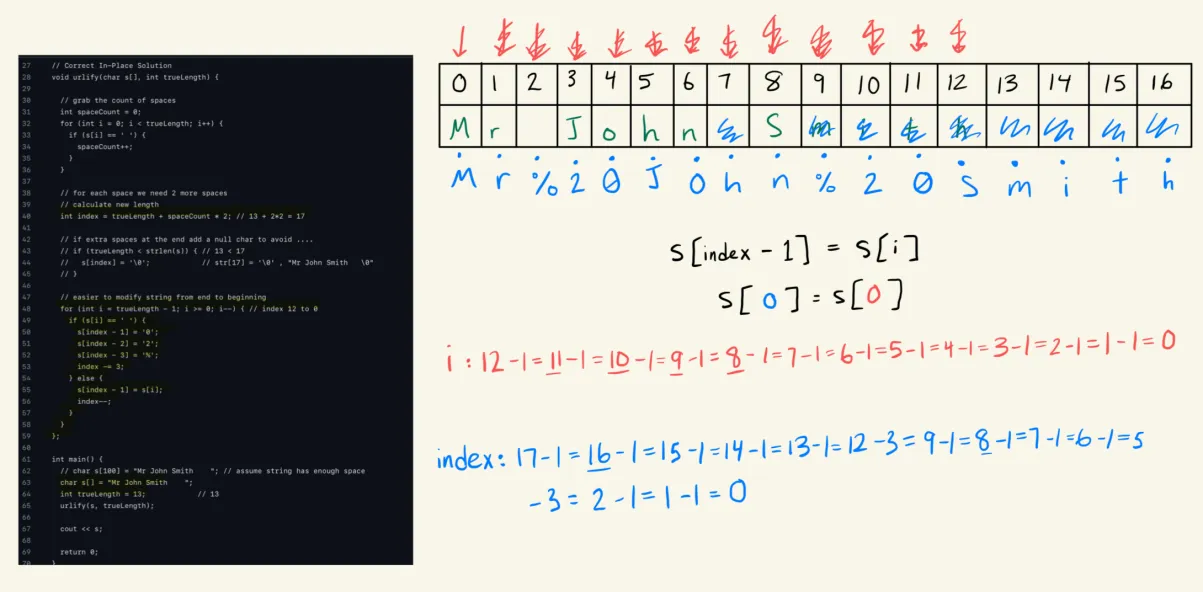 27 // Correct In-Place Solution
28 void urlify(char s[], int trueLength) {
29
30 // grab the count of spaces
31 int spaceCount = 0;
32 for (int i = 0; i < trueLength; i++) {
33 if (s[i] == ' ') {
34 spaceCount++;
35 }
36 }
37
38 // for each space we need 2 more spaces
39 // calculate new length
40 int index = trueLength + spaceCount * 2; // 13 + 2*2 = 17
41
42 // if extra spaces at the end add a null char to avoid ....
43 // if (trueLength < strlen(s)) { // 13 < 17
44 // s[index] = '\0'; // str[17] = '\0' , "Mr John Smith   \0"
45 // }
46
47 // easier to modify string from end to beginning
48 for (int i = trueLength - 1; i >= 0; i--) { // index 12 to 0
49 if (s[i] == ' ') {
50 s[index - 1] = '0';
51 s[index - 2] = '2';
52 s[index - 3] = '%';
53 index -= 3;
54 } else {
55 s[index - 1] = s[i];
56 index--;
57 }
58 }
59 };
60
61 int main() {
62 // char s[100] = "Mr John Smith    "; // assume string has enough space
63 char s[] = "Mr John Smith    ";
64 int trueLength = 13; // 13
65 urlify(s, trueLength);
66
67 cout << s;
68
69 return 0;
70 }
0 1 2 3 4 5 6 7 8 9 10 11 12 13 14 15 16
M r J o h n S
M r % 2 0 J o h n % 2 0 S m i t h
S[index - 1] = S[i]
S[0] = S[0]
i : 12-1=11-1=10-1=9-1=8-1=7-1=6-1=5-1=4-1=3-1=2-1=1-1=0
index: 17-1=16-1=15-1=14-1=13-1=12-3=9-1=8-1=7-1=6-1=5
-3=2-1=1-1=0